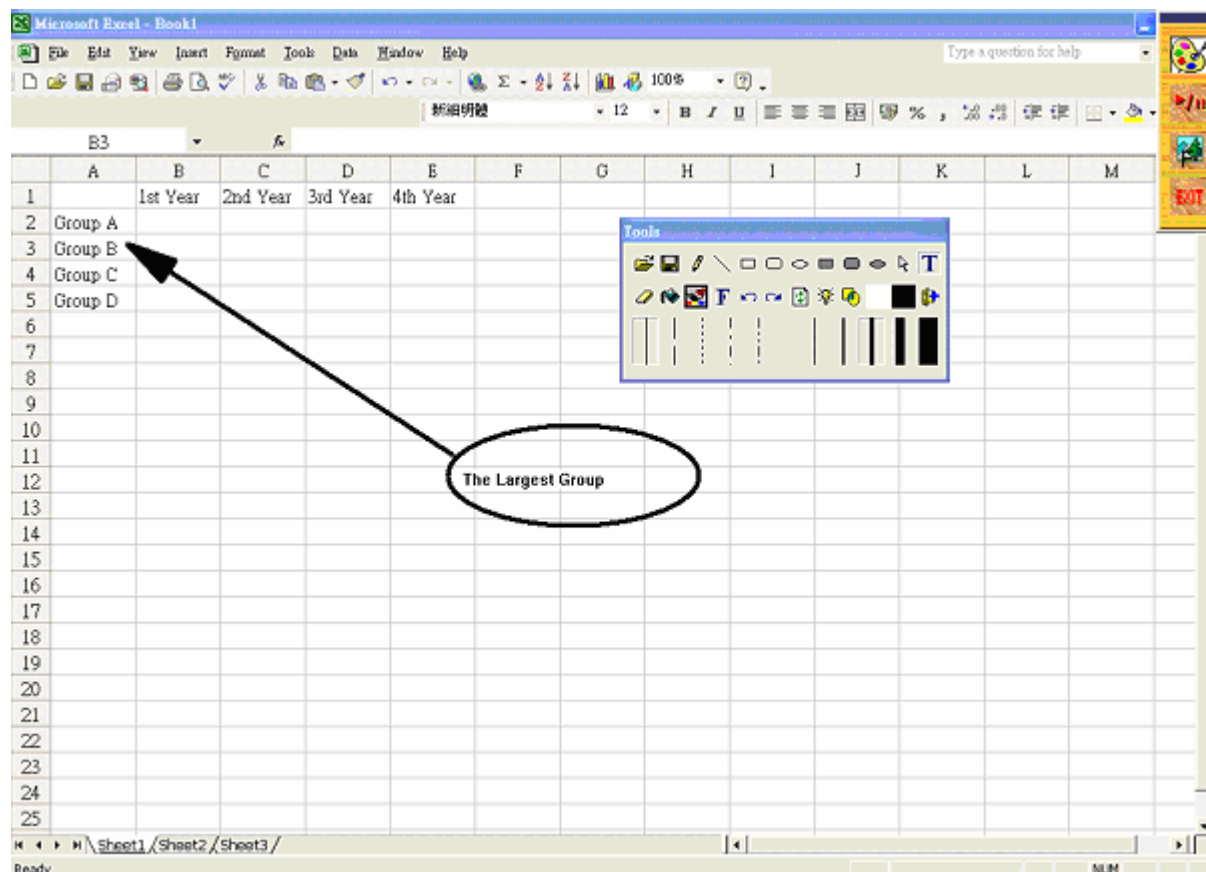 Microsoft Excel - Book1
File Edit View Insert Format Tools Data Window Help Type a question for help
100%
新細明體 12 B I U % ,
B3 fx
A B C D E F G H I J K L M
1 1st Year 2nd Year 3rd Year 4th Year
2 Group A
3 Group B
4 Group C
5 Group D
6
7
8
9
10
11
12
13
14
15
16
17
18
19
20
21
22
23
24
25
Tools
T
F
The Largest Group
EXIT
Sheet1 Sheet2 Sheet3
Ready NUM